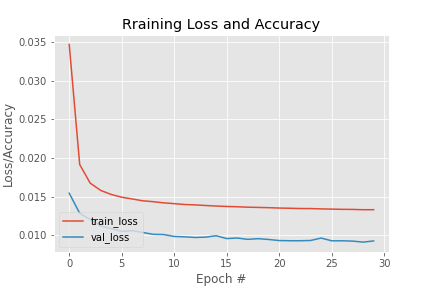 Rraining Loss and Accuracy
0.035
0.030
0.025
0.020
0.015
0.010
Loss/Accuracy
train_loss
val_loss
0 5 10 15 20 25 30
Epoch #